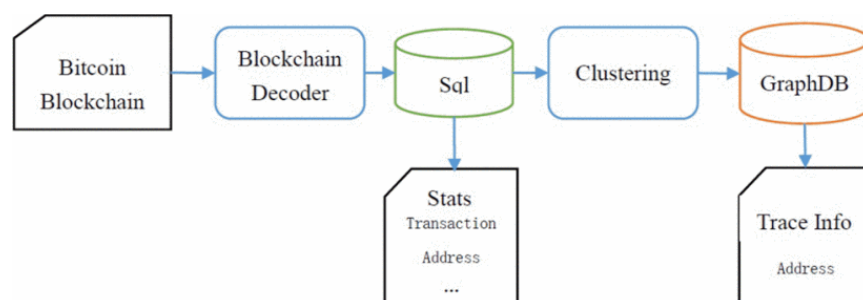 Bitcoin
Blockchain
Blockchain
Decoder
Sql
Clustering
GraphDB
Stats
Transaction
Address
...
Trace Info
Address